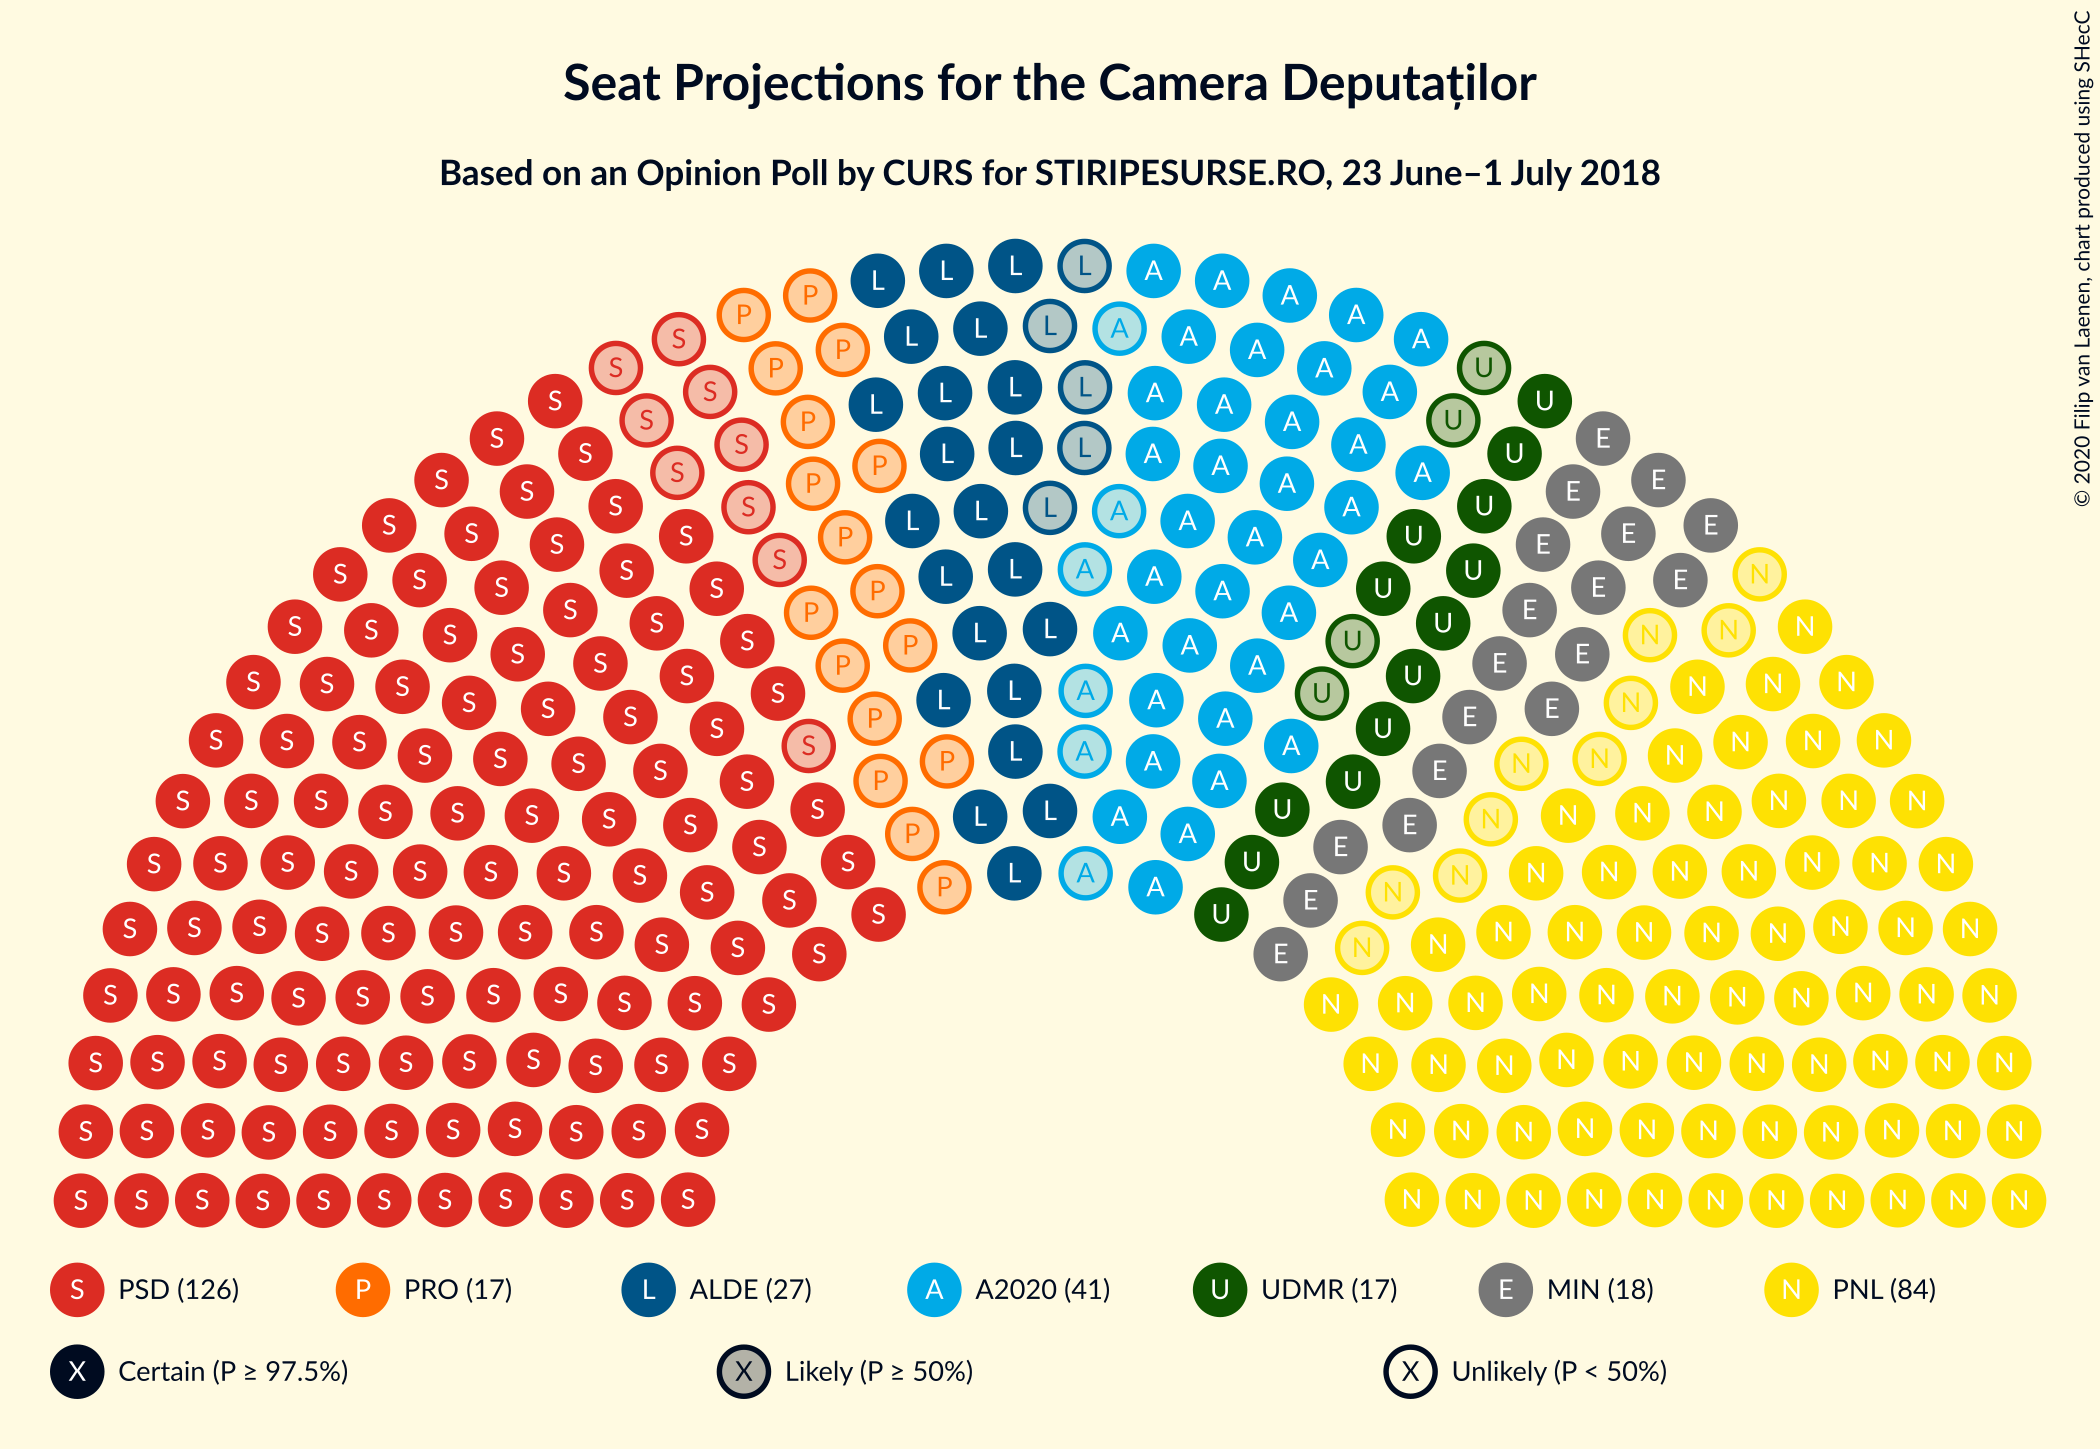 Seat Projections for the Camera Deputaților
Based on an Opinion Poll by CURS for STIRIPESURSE.RO, 23 June–1 July 2018
© 2020 Filip van Laenen, chart produced using SHecC
S PSD (126) P PRO (17) L ALDE (27) A A2020 (41) U UDMR (17) E MIN (18) N PNL (84)
X Certain (P ≥ 97.5%) X Likely (P ≥ 50%) X Unlikely (P < 50%)